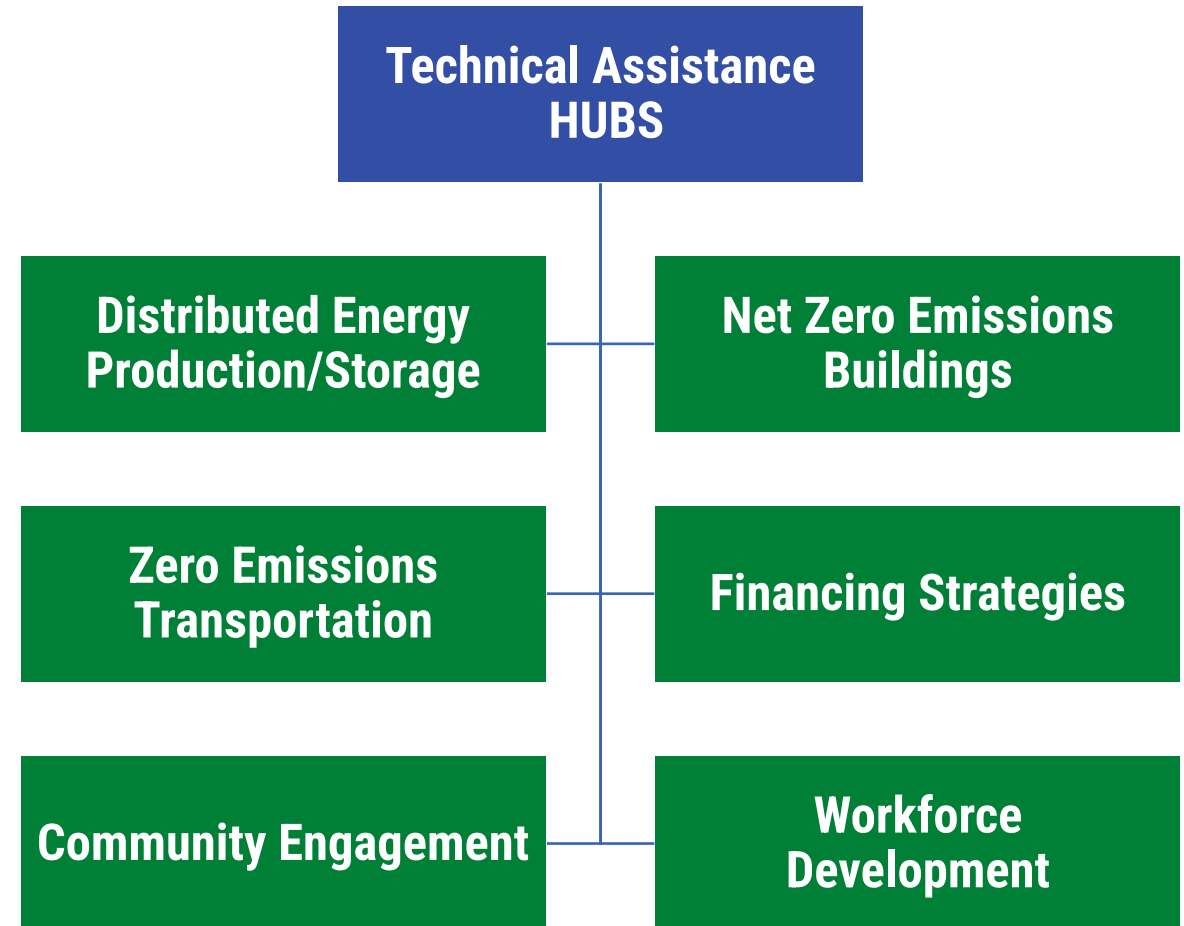 Technical Assistance
HUBS
Distributed Energy
Production/Storage
Net Zero Emissions
Buildings
Zero Emissions
Transportation
Financing Strategies
Community Engagement
Workforce
Development